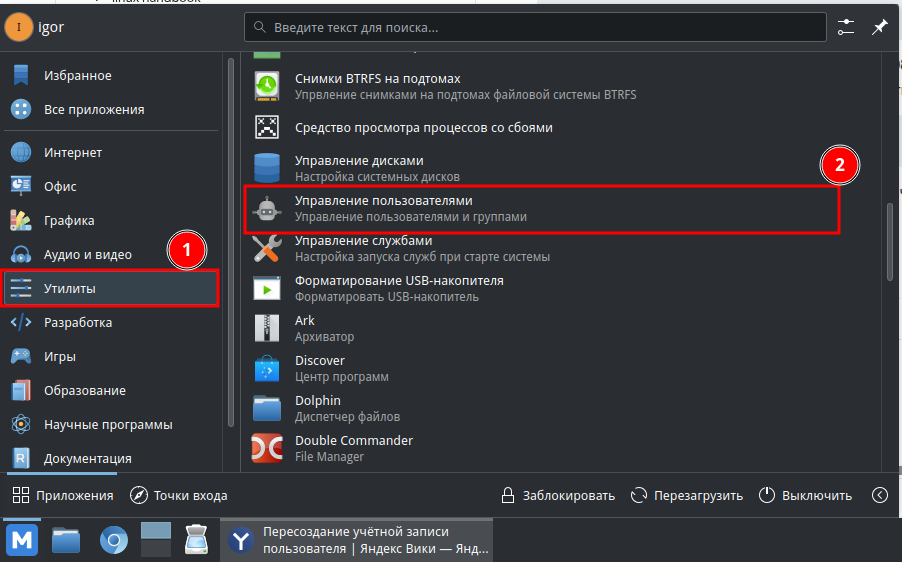 linux handbook
I
igor
Введите текст для поиска...
Избранное
Все приложения
Интернет
Офис
Графика
Аудио и видео
1
Утилиты
Разработка
Игры
Образование
Научные программы
Документация
Снимки BTRFS на подтомах
Упрвление снимками на подтомах файловой системы BTRFS
Средство просмотра процессов со сбоями
Управление дисками
Настройка системных дисков
2
Управление пользователями
Управление пользователями и группами
Управление службами
Настройка запуска служб при старте системы
Форматирование USB-накопителя
Форматировать USB-накопитель
Ark
Архиватор
Discover
Центр программ
Dolphin
Диспетчер файлов
Double Commander
File Manager
Приложения
Точки входа
Заблокировать
Перезагрузить
Выключить
M
Y
Пересоздание учётной записи
пользователя | Яндекс Вики — Янд...